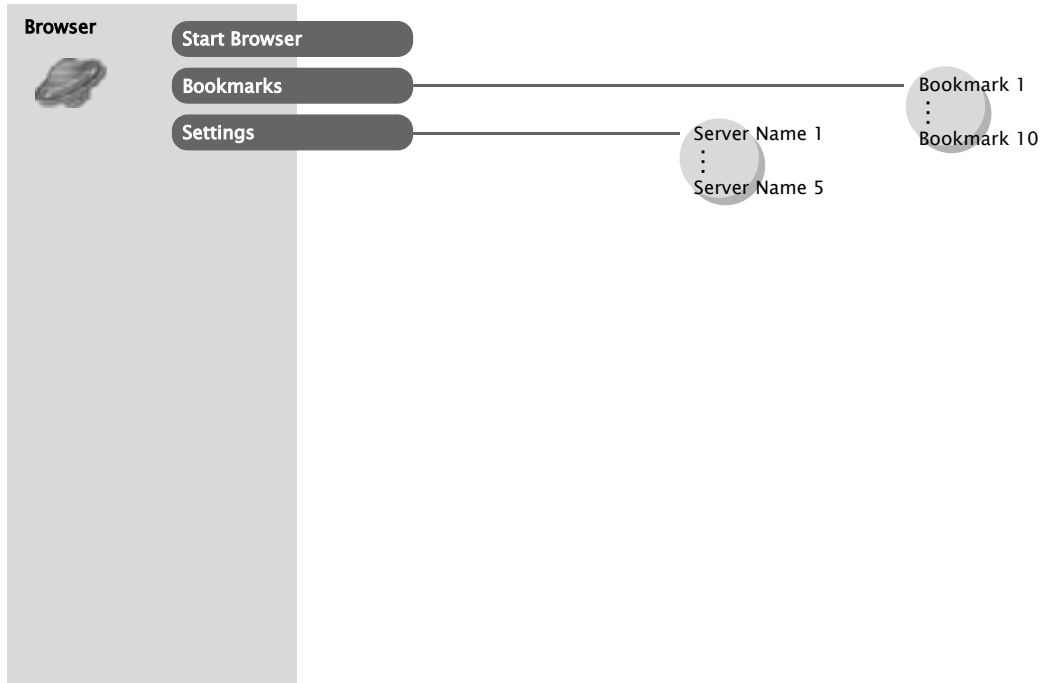 Browser
Start Browser
Bookmarks
Settings
Bookmark 1
⋮
Bookmark 10
Server Name 1
⋮
Server Name 5